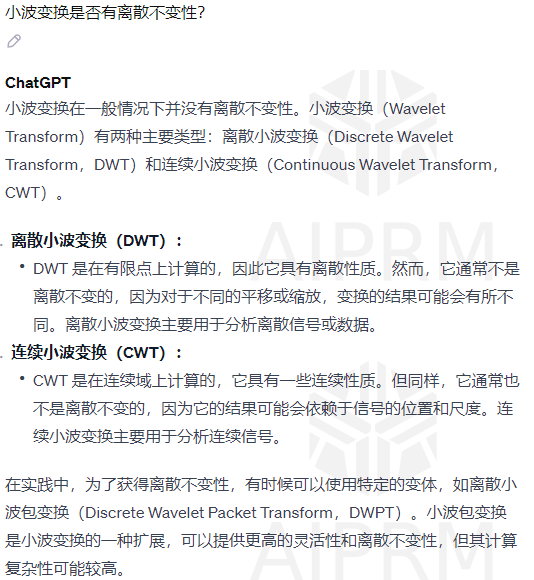 小波变换是否有离散不变性？
ChatGPT
小波变换在一般情况下并没有离散不变性。小波变换（Wavelet
Transform）有两种主要类型：离散小波变换（Discrete Wavelet
Transform，DWT）和连续小波变换（Continuous Wavelet Transform，
CWT）。
离散小波变换（DWT）：
• DWT 是在有限点上计算的，因此它具有离散性质。然而，它通常不是
离散不变的，因为对于不同的平移或缩放，变换的结果可能会有所不
同。离散小波变换主要用于分析离散信号或数据。
连续小波变换（CWT）：
• CWT 是在连续域上计算的，它具有一些连续性质。但同样，它通常也
不是离散不变的，因为它的结果可能会依赖于信号的位置和尺度。连
续小波变换主要用于分析连续信号。
在实践中，为了获得离散不变性，有时候可以使用特定的变体，如离散小
波包变换（Discrete Wavelet Packet Transform，DWPT）。小波包变换
是小波变换的一种扩展，可以提供更高的灵活性和离散不变性，但其计算
复杂性可能较高。
AIPRM
AIPRM